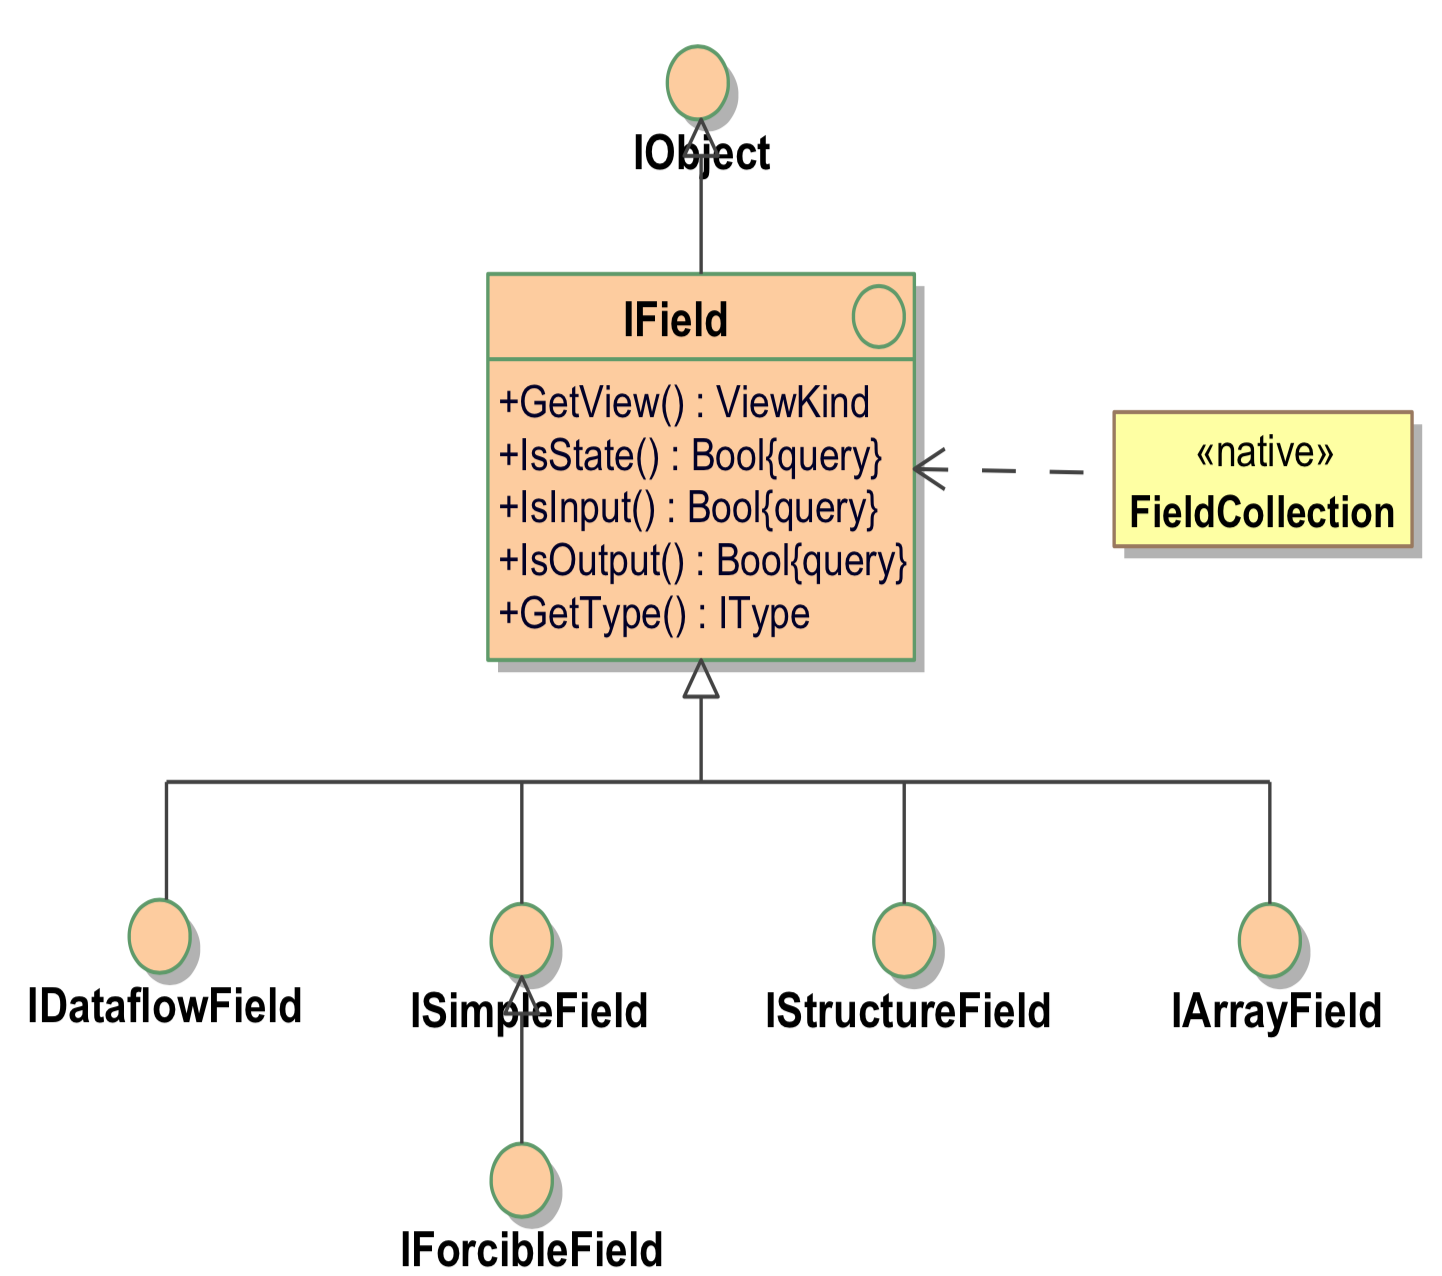 IObject
IField
+GetView() : ViewKind
+IsState() : Bool{query}
+IsInput() : Bool{query}
+IsOutput() : Bool{query}
+GetType() : IType
«native»
FieldCollection
IDataflowField
ISimpleField
IStructureField
IArrayField
IForcibleField